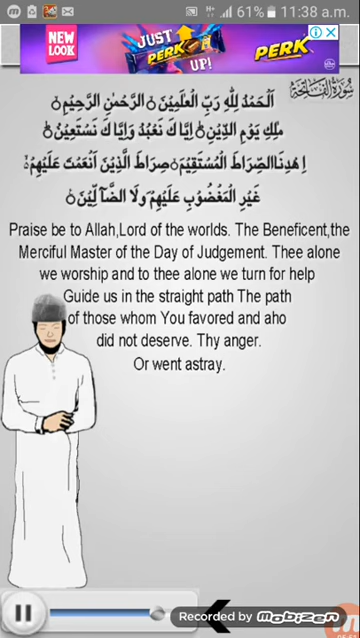 61% 11:38 a.m.
NEW LOOK
JUST PERK UP!
PERK
سُورَةُ الْفَاتِحَة
اَلْحَمْدُ لِلّٰهِ رَبِّ الْعٰلَمِيْنَ ۝ الرَّحْمٰنِ الرَّحِيْمِ ۝
مٰلِكِ يَوْمِ الدِّيْنِ ۝ اِيَّاكَ نَعْبُدُ وَاِيَّاكَ نَسْتَعِيْنُ ۝
اِهْدِنَا الصِّرَاطَ الْمُسْتَقِيْمَ ۝ صِرَاطَ الَّذِيْنَ اَنْعَمْتَ عَلَيْهِمْ ۝
غَيْرِ الْمَغْضُوْبِ عَلَيْهِمْ وَلَا الضَّآلِّيْنَ ۝
Praise be to Allah,Lord of the worlds. The Beneficent,the
Merciful Master of the Day of Judgement. Thee alone
we worship and to thee alone we turn for help
Guide us in the straight path The path
of those whom You favored and aho
did not deserve. Thy anger.
Or went astray.
Recorded by Mobizen